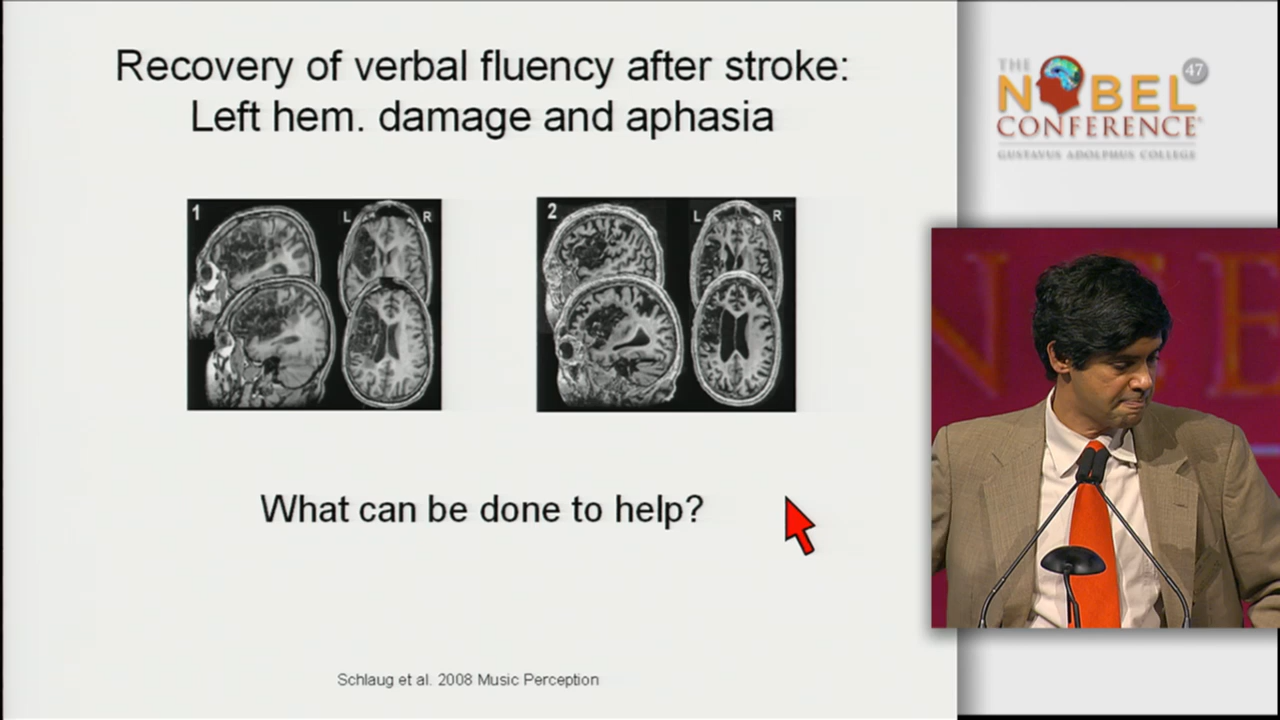 Recovery of verbal fluency after stroke:
Left hem. damage and aphasia
1
L
R
2
L
R
What can be done to help?
Schlaug et al. 2008 Music Perception
THE
NOBEL
47
CONFERENCE
GUSTAVUS ADOLPHUS COLLEGE